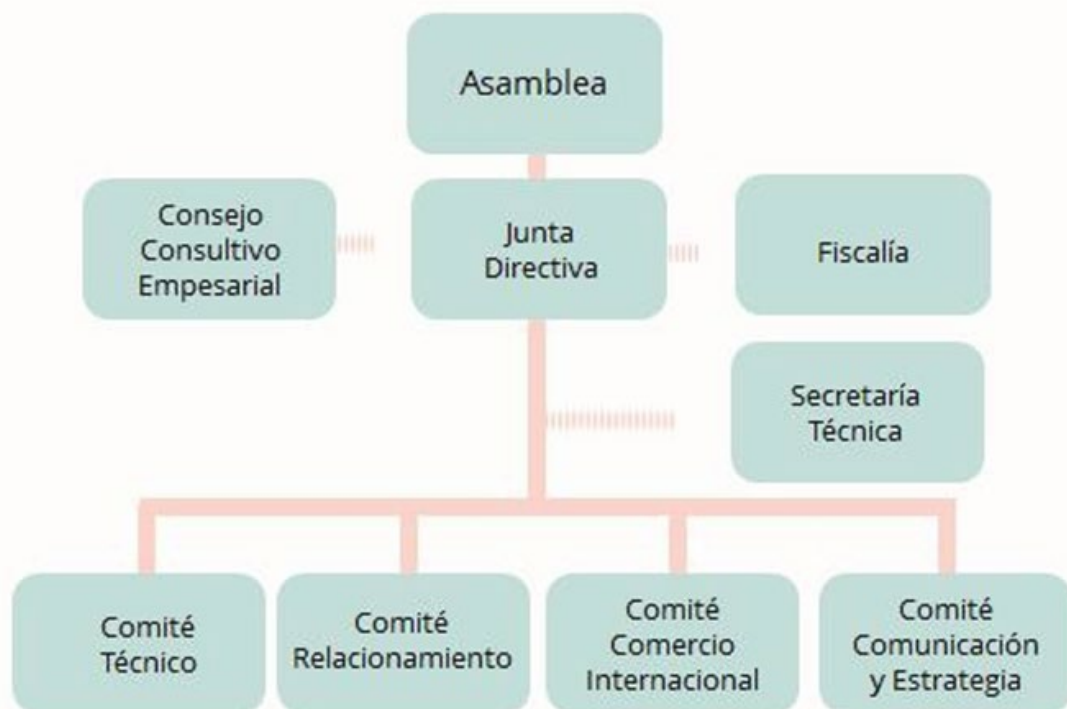 Asamblea
Consejo
Consultivo
Empesarial
Junta
Directiva
Fiscalía
Secretaría
Técnica
Comité
Técnico
Comité
Relacionamiento
Comité
Comercio
Internacional
Comité
Comunicación
y Estrategia